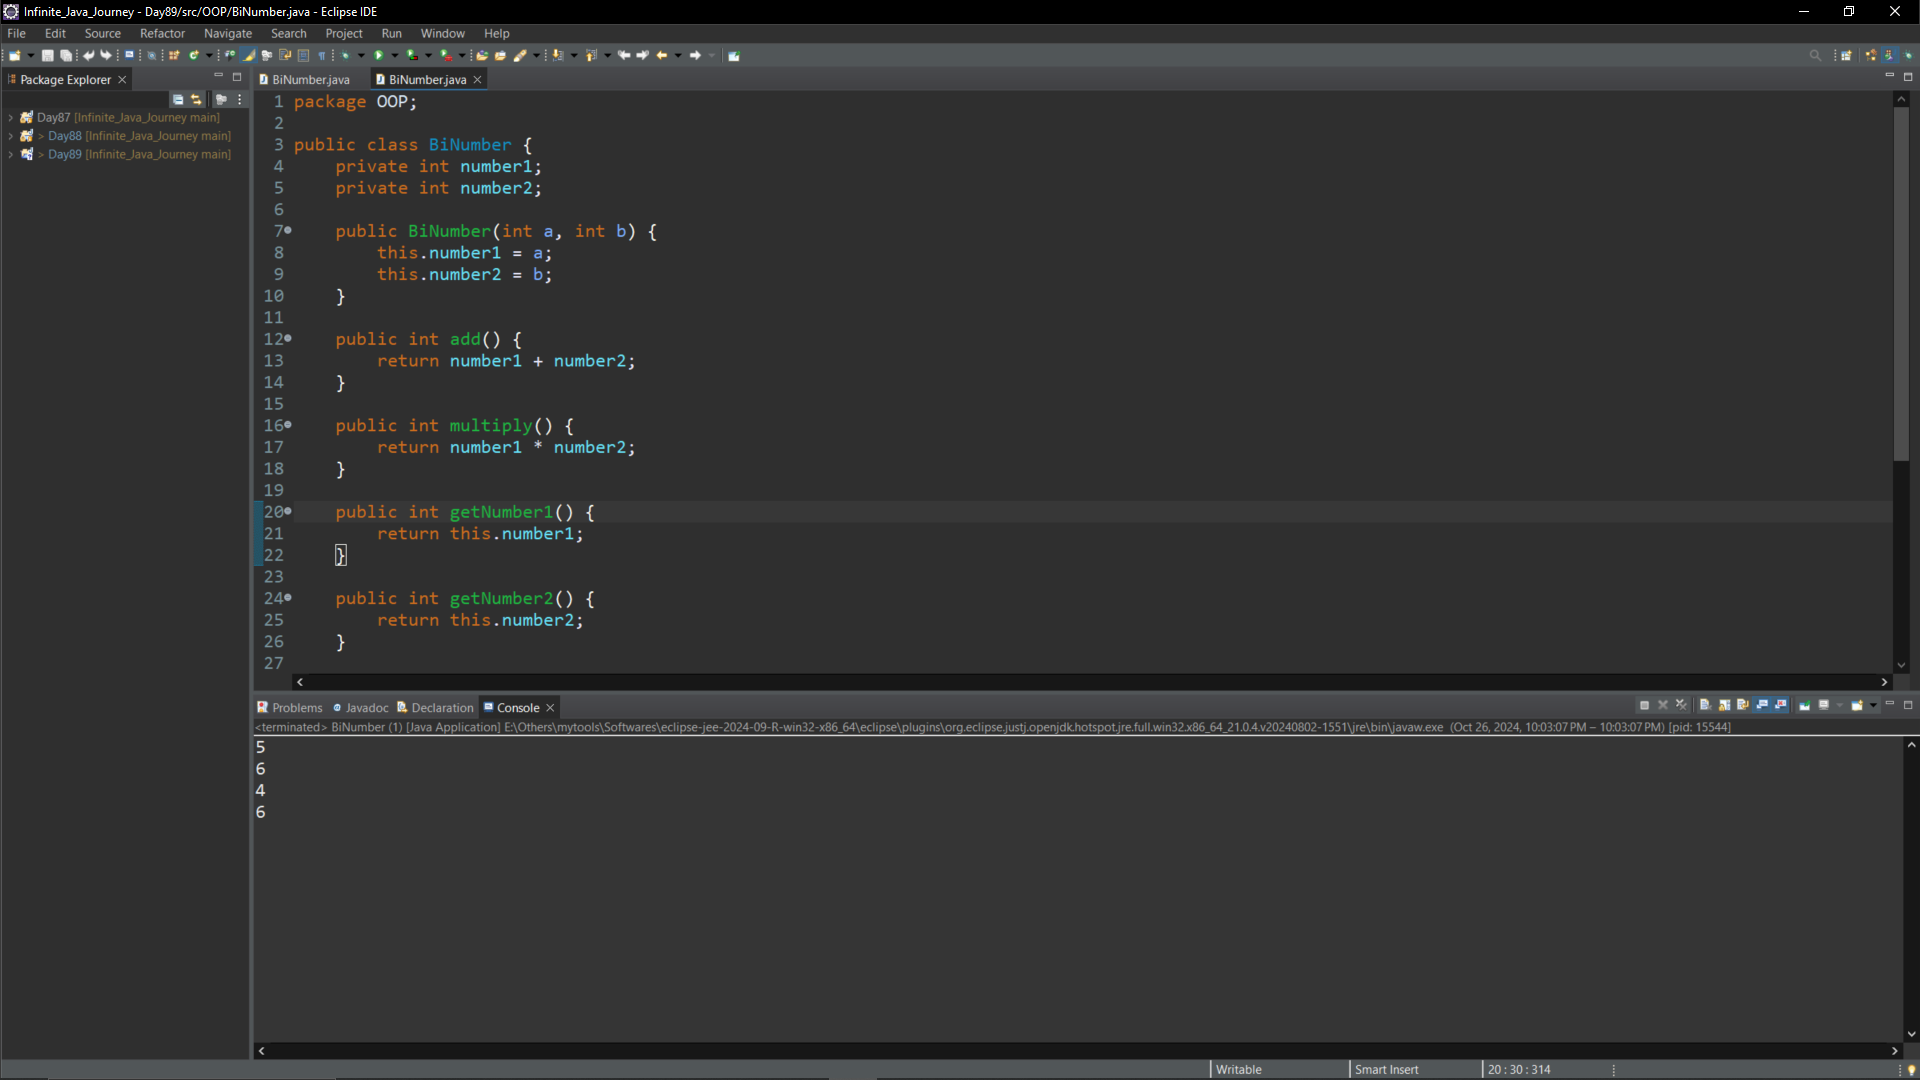 Infinite_Java_Journey - Day89/src/OOP/BiNumber.java - Eclipse IDE
File Edit Source Refactor Navigate Search Project Run Window Help
Package Explorer
BiNumber.java
BiNumber.java
Day87 [Infinite_Java_Journey main]
> Day88 [Infinite_Java_Journey main]
> Day89 [Infinite_Java_Journey main]
1 package OOP;
2
3 public class BiNumber {
4     private int number1;
5     private int number2;
6
7     public BiNumber(int a, int b) {
8         this.number1 = a;
9         this.number2 = b;
10     }
11
12     public int add() {
13         return number1 + number2;
14     }
15
16     public int multiply() {
17         return number1 * number2;
18     }
19
20     public int getNumber1() {
21         return this.number1;
22     }
23
24     public int getNumber2() {
25         return this.number2;
26     }
27
Problems Javadoc Declaration Console
<terminated> BiNumber (1) [Java Application] E:\Others\mytools\Softwares\eclipse-jee-2024-09-R-win32-x86_64\eclipse\plugins\org.eclipse.justj.openjdk.hotspot.jre.full.win32.x86_64_21.0.4.v20240802-1551\jre\bin\javaw.exe (Oct 26, 2024, 10:03:07 PM – 10:03:07 PM) [pid: 15544]
5
6
4
6
Writable Smart Insert 20 : 30 : 314